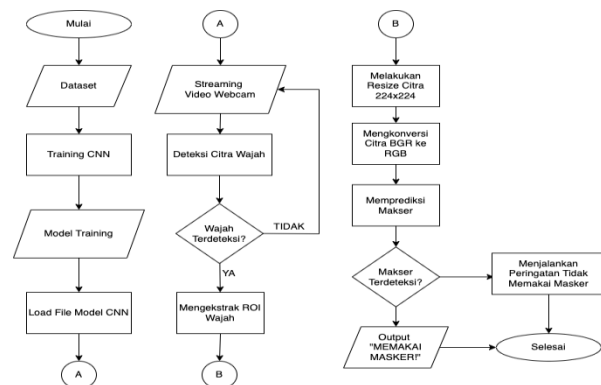 Mulai
Dataset
Training CNN
Model Training
Load File Model CNN
A
A
Streaming
Video Webcam
Deteksi Citra Wajah
Wajah
Terdeteksi?
TIDAK
YA
Mengekstrak ROI
Wajah
B
B
Melakukan
Resize Citra
224x224
Mengkonversi
Citra BGR ke
RGB
Memprediksi
Makser
Makser
Terdeteksi?
Menjalankan
Peringatan Tidak
Memakai Masker
Output
"MEMAKAI
MASKER!"
Selesai